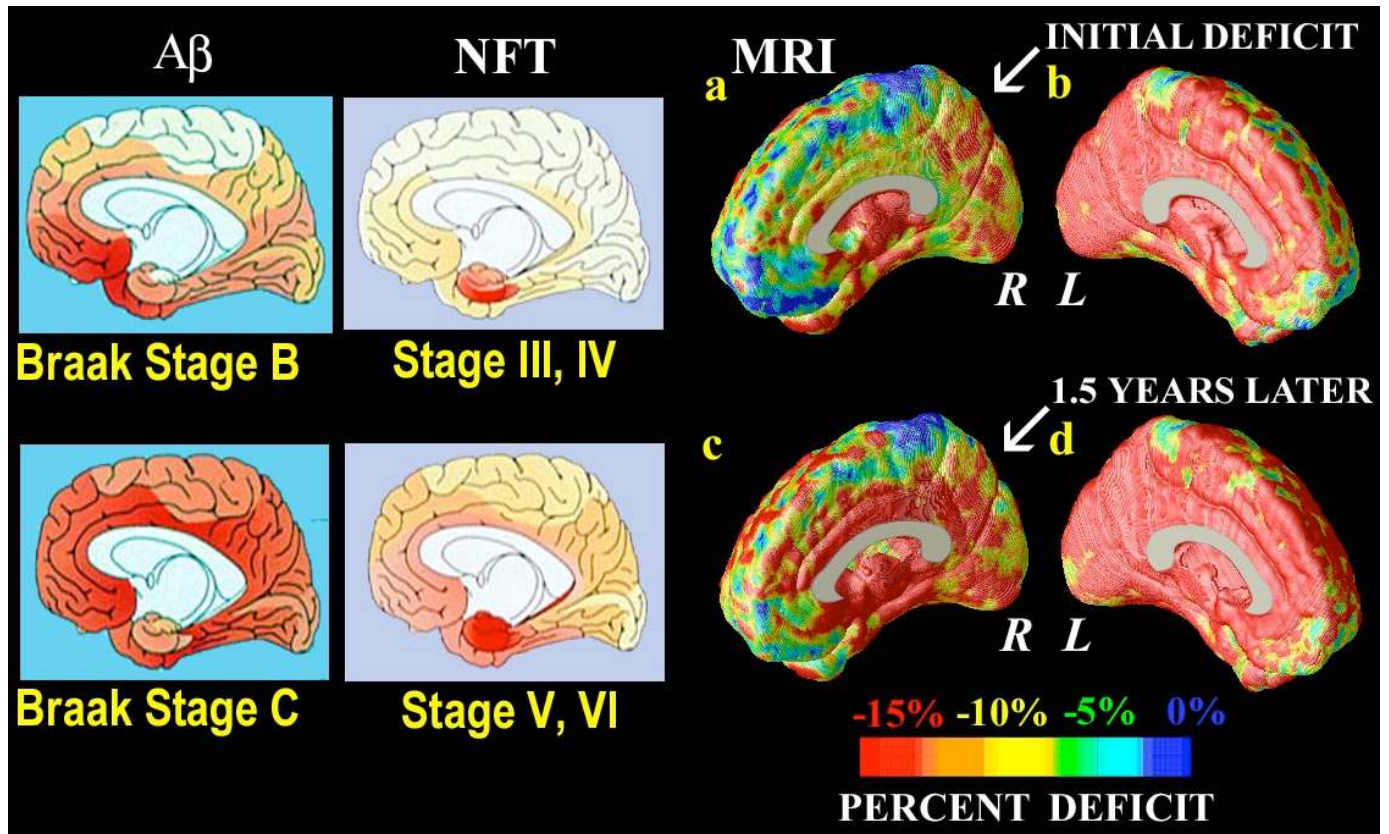 Aβ
NFT
MRI
INITIAL DEFICIT
a
b
R
L
Braak Stage B
Stage III, IV
1.5 YEARS LATER
c
d
R
L
Braak Stage C
Stage V, VI
-15% -10% -5% 0%
PERCENT DEFICIT